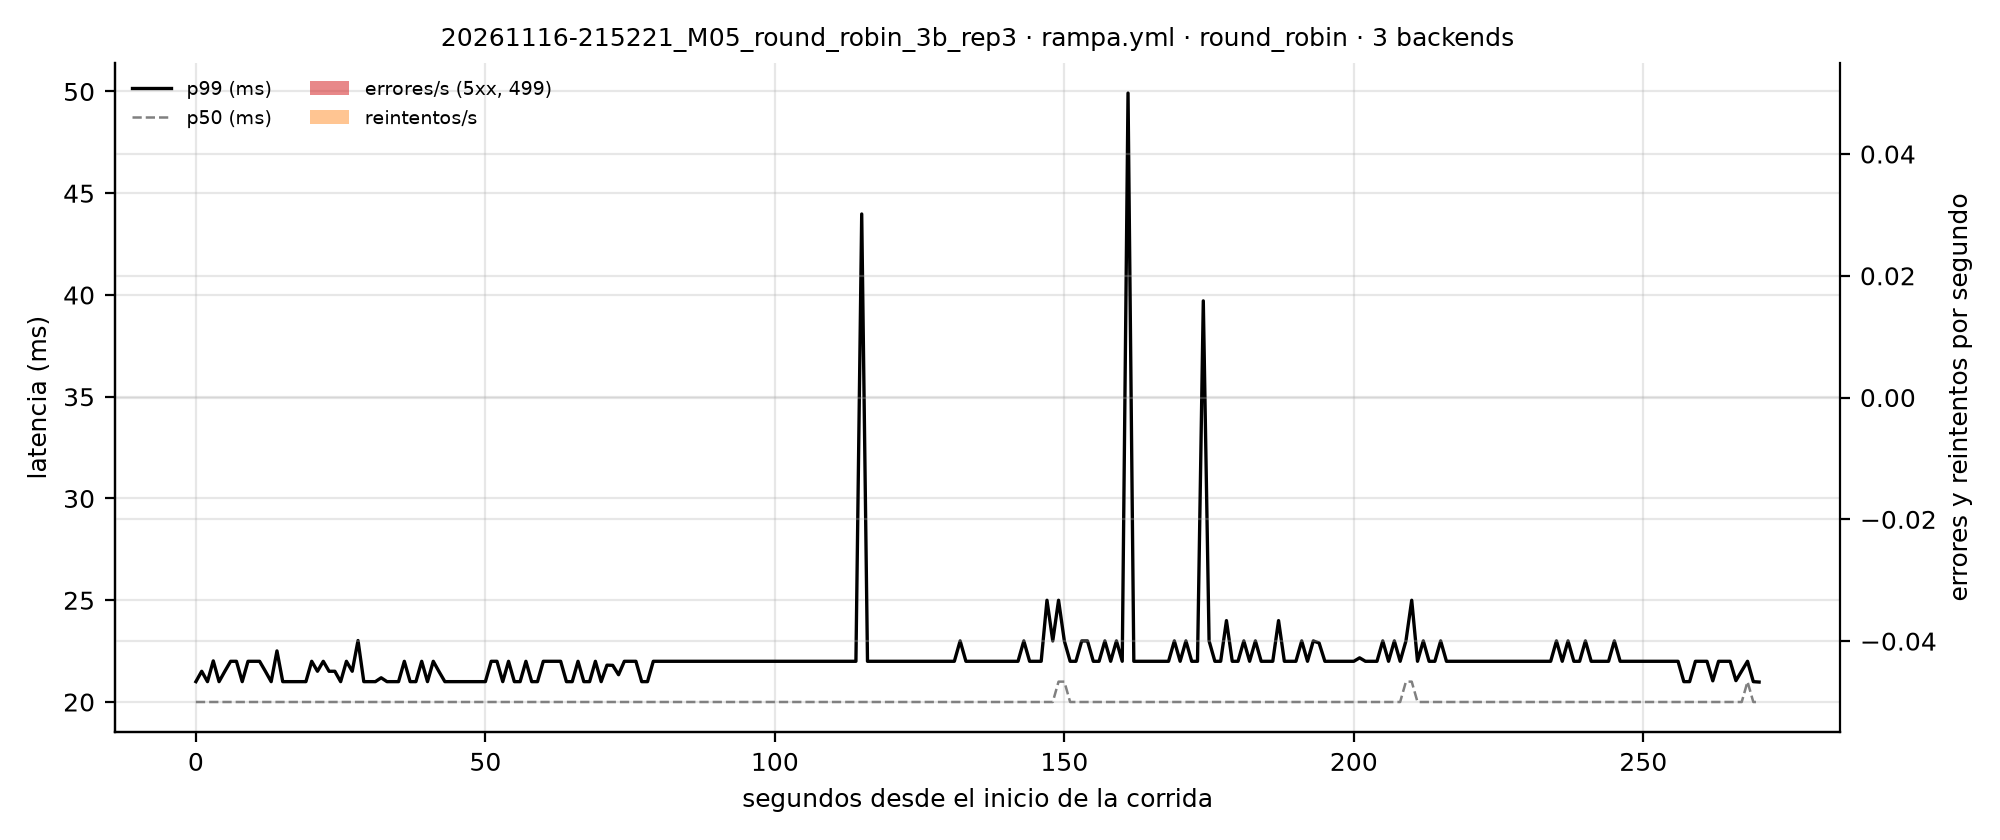 20261116-215221_M05_round_robin_3b_rep3 · rampa.yml · round_robin · 3 backends
p99 (ms)
p50 (ms)
errores/s (5xx, 499)
reintentos/s
latencia (ms)
50
45
40
35
30
25
20
0.04
0.02
0.00
−0.02
−0.04
errores y reintentos por segundo
0 50 100 150 200 250
segundos desde el inicio de la corrida